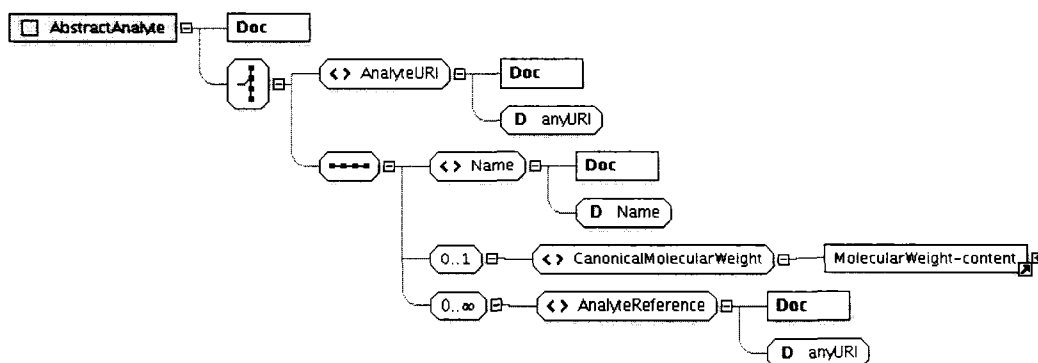 AbstractAnalyte Doc
<> AnalyteURI Doc
D anyURI
<> Name Doc
D Name
0..1 <> CanonicalMolecularWeight MolecularWeight-content
0..∞ <> AnalyteReference Doc
D anyURI